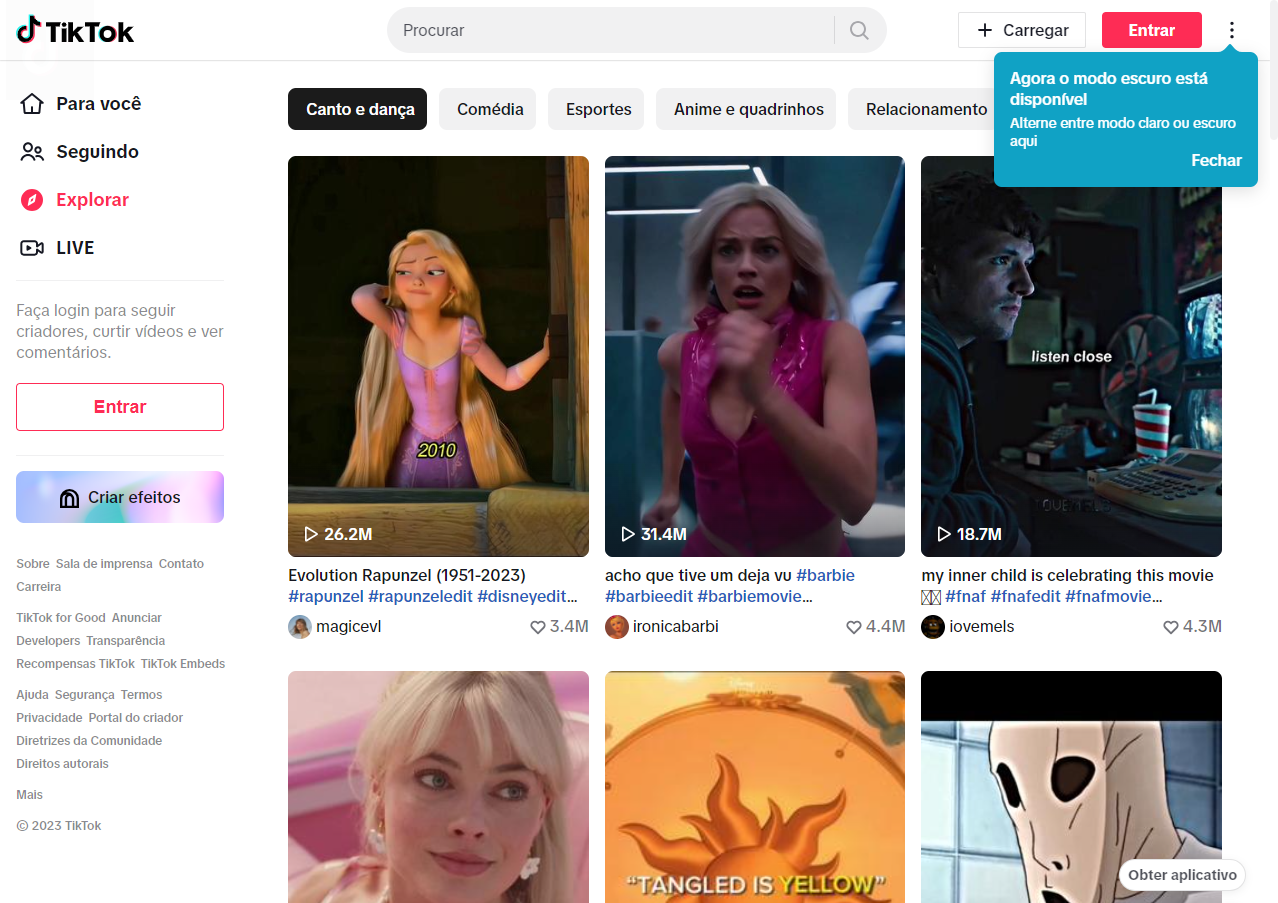 TikTok
Procurar
Carregar
Entrar
Agora o modo escuro está
disponível
Alterne entre modo claro ou escuro
aqui
Fechar
Para você
Seguindo
Explorar
LIVE
Faça login para seguir
criadores, curtir vídeos e ver
comentários.
Entrar
Criar efeitos
Sobre Sala de imprensa Contato
Carreira
TikTok for Good Anunciar
Developers Transparência
Recompensas TikTok TikTok Embeds
Ajuda Segurança Termos
Privacidade Portal do criador
Diretrizes da Comunidade
Direitos autorais
Mais
© 2023 TikTok
Canto e dança
Comédia
Esportes
Anime e quadrinhos
Relacionamento
2010
26.2M
Evolution Rapunzel (1951-2023)
#rapunzel #rapunzeledit #disneyedit...
magicevl
3.4M
31.4M
acho que tive um deja vu #barbie
#barbieedit #barbiemovie...
ironicabarbi
4.4M
listen close
18.7M
my inner child is celebrating this movie
#fnaf #fnafedit #fnafmovie...
iovemels
4.3M
“TANGLED IS YELLOW”
Obter aplicativo